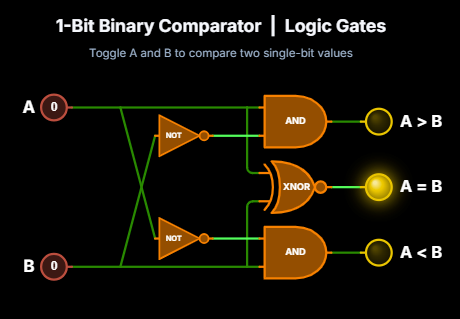 1-Bit Binary Comparator | Logic Gates
Toggle A and B to compare two single-bit values
A 0
NOT
AND
A > B
XNOR
A = B
NOT
B 0
AND
A < B